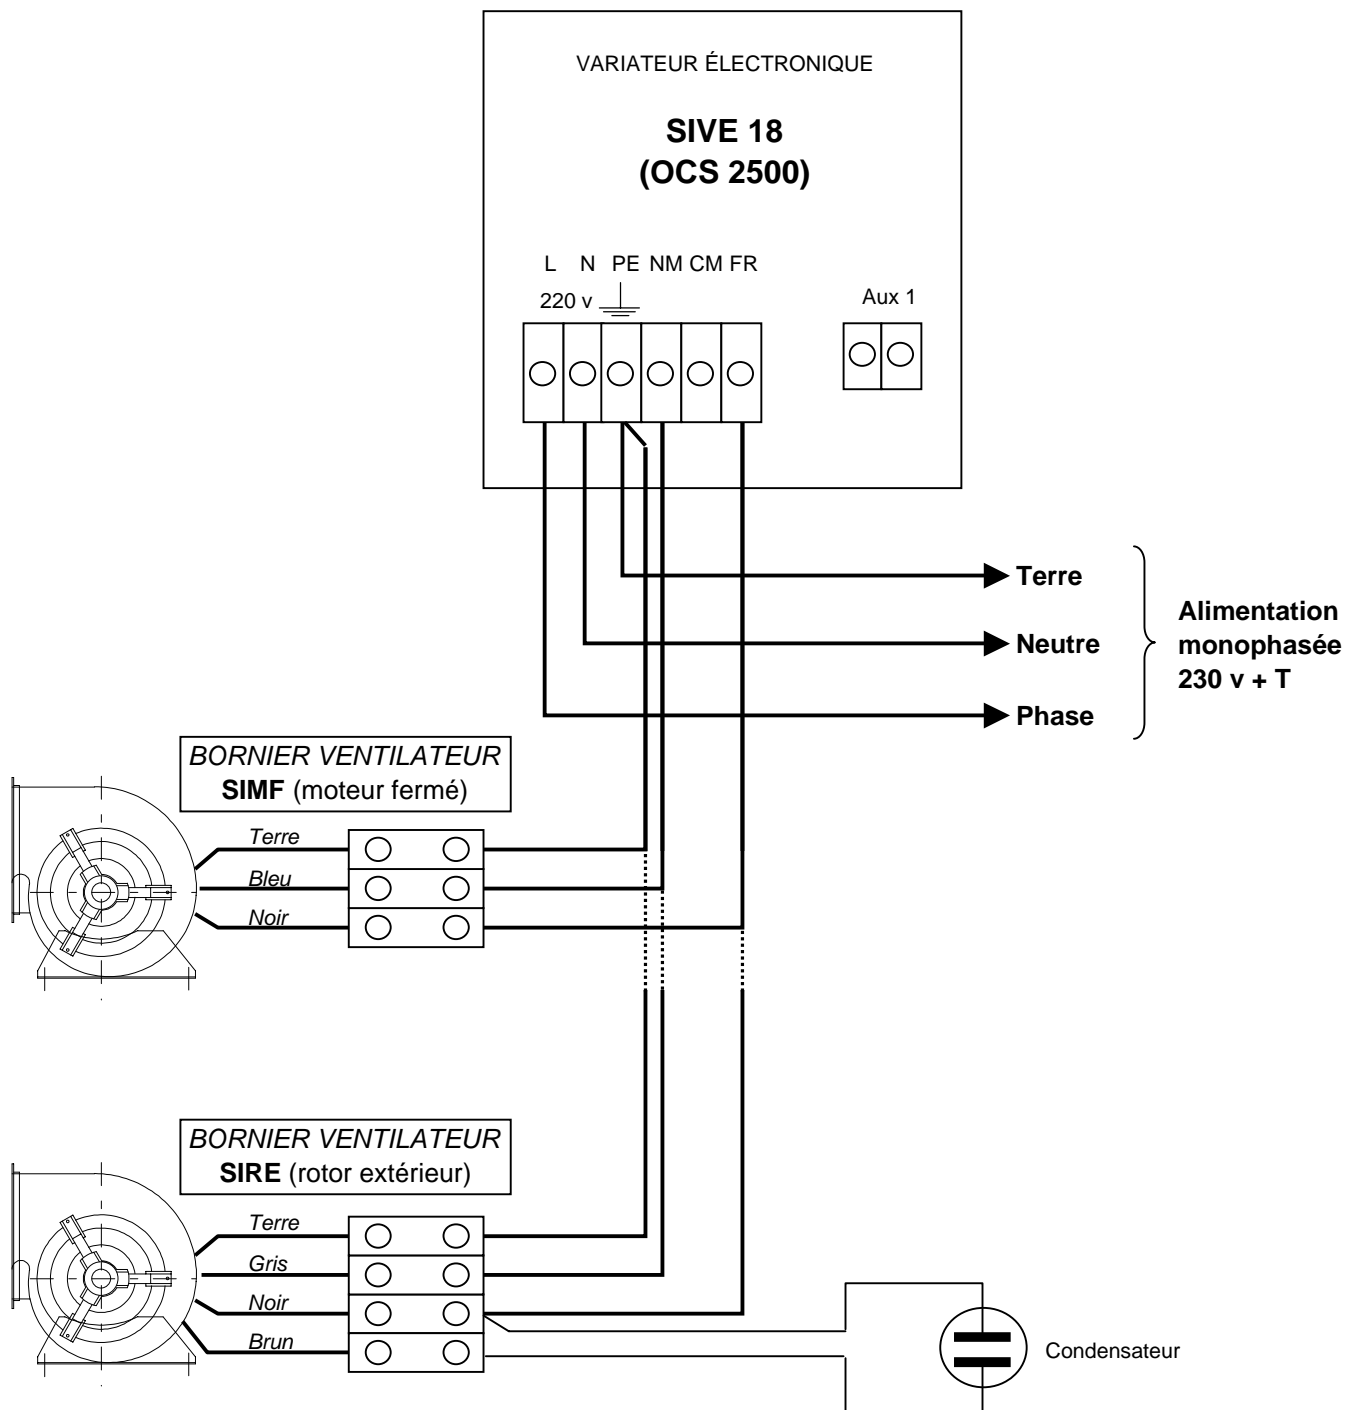 VARIATEUR ÉLECTRONIQUE
SIVE 18
(OCS 2500)
L N PE NM CM FR
220 v
Aux 1
Terre
Neutre
Phase
Alimentation
monophasée
230 v + T
BORNIER VENTILATEUR
SIMF (moteur fermé)
Terre
Bleu
Noir
BORNIER VENTILATEUR
SIRE (rotor extérieur)
Terre
Gris
Noir
Brun
Condensateur